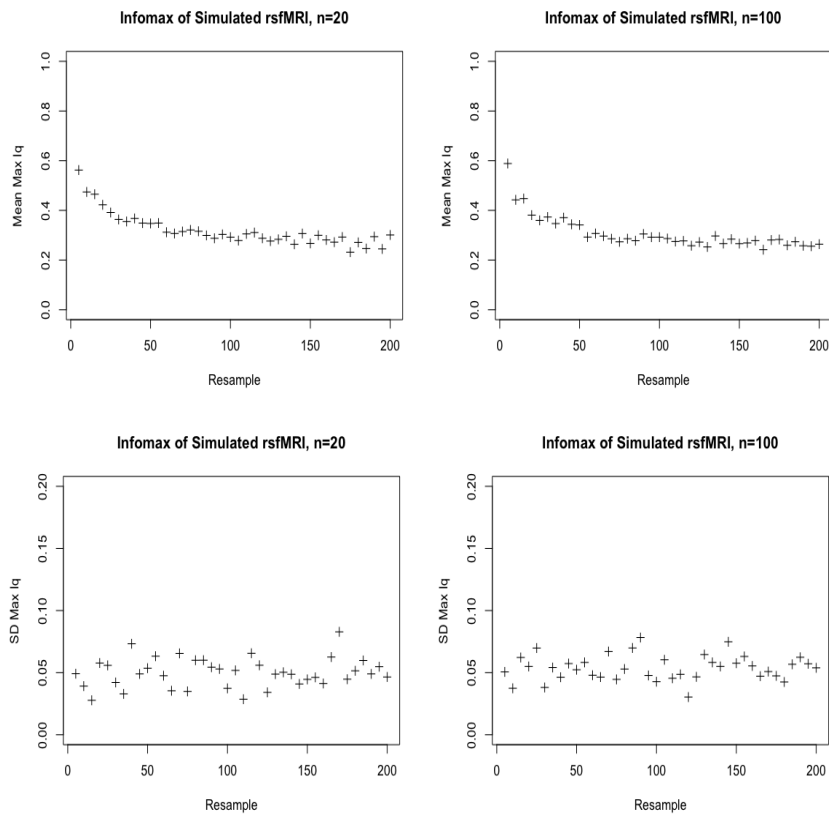 Infomax of Simulated rsfMRI, n=20
Mean Max Iq
0.0 0.2 0.4 0.6 0.8 1.0
0 50 100 150 200
Resample
Infomax of Simulated rsfMRI, n=100
Mean Max Iq
0.0 0.2 0.4 0.6 0.8 1.0
0 50 100 150 200
Resample
Infomax of Simulated rsfMRI, n=20
SD Max Iq
0.00 0.05 0.10 0.15 0.20
0 50 100 150 200
Resample
Infomax of Simulated rsfMRI, n=100
SD Max Iq
0.00 0.05 0.10 0.15 0.20
0 50 100 150 200
Resample